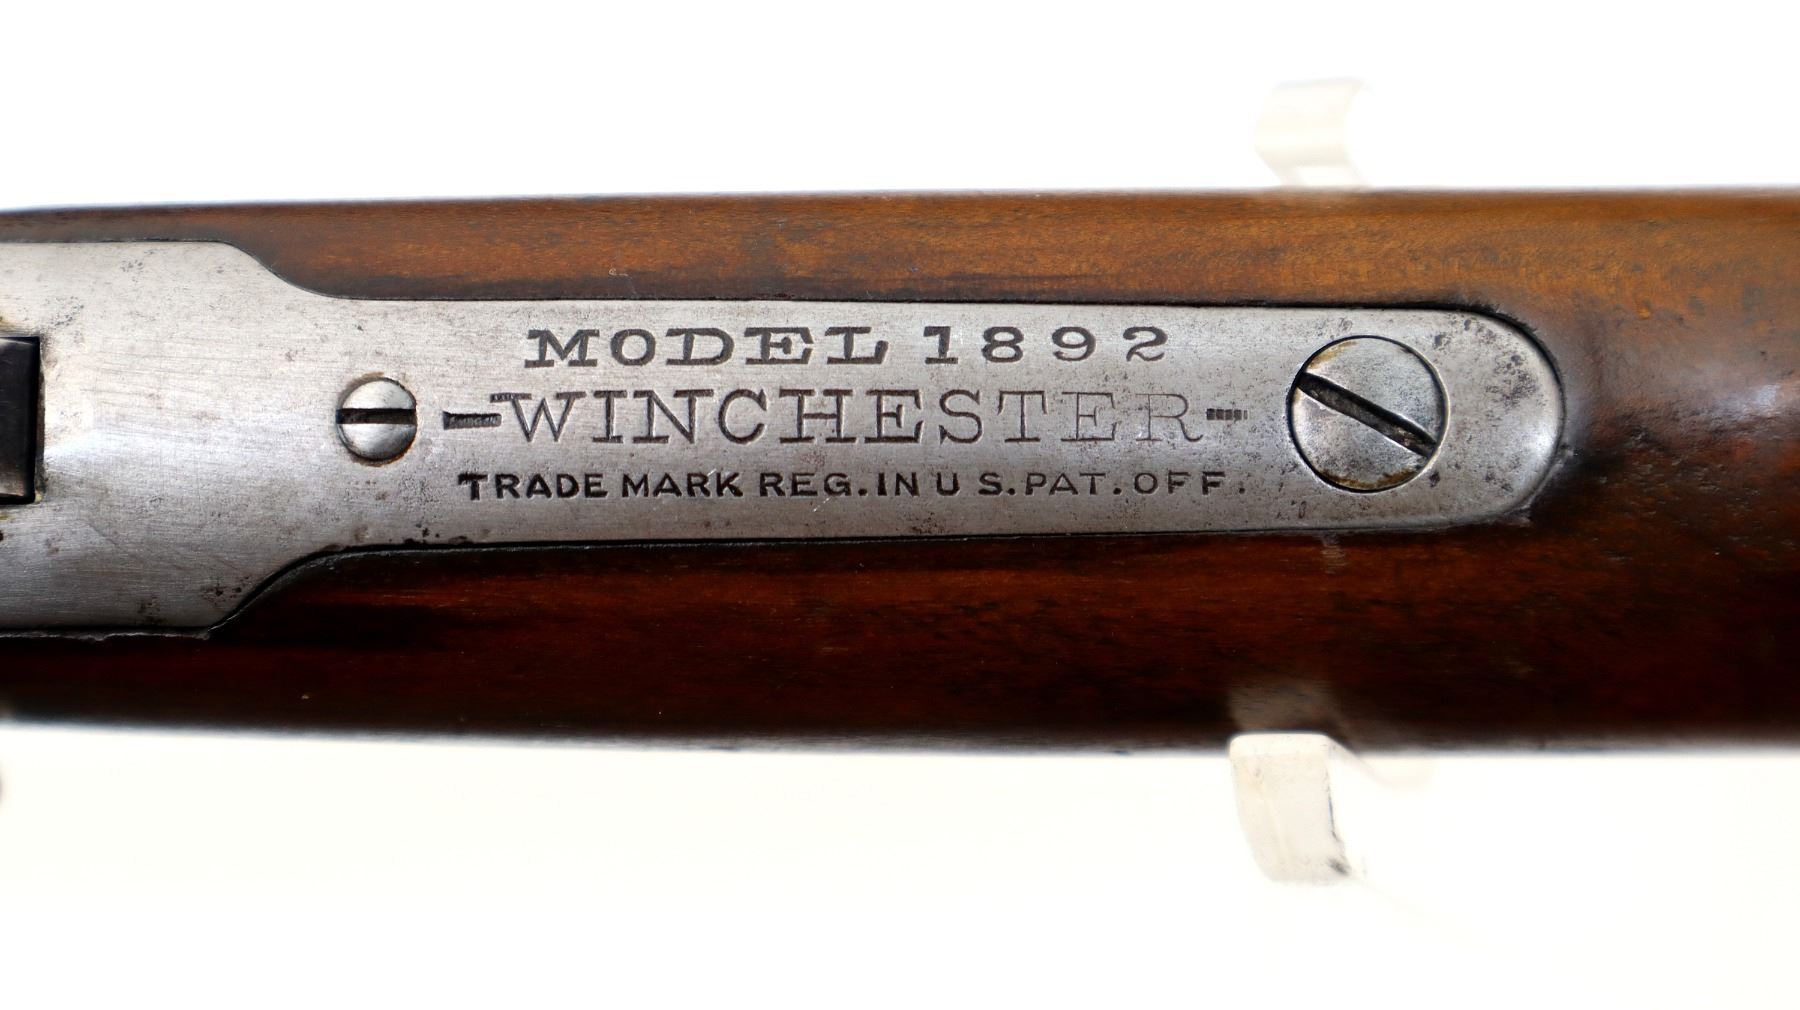 MODEL 1892
-WINCHESTER-
TRADE MARK REG. IN U S. PAT. OFF.